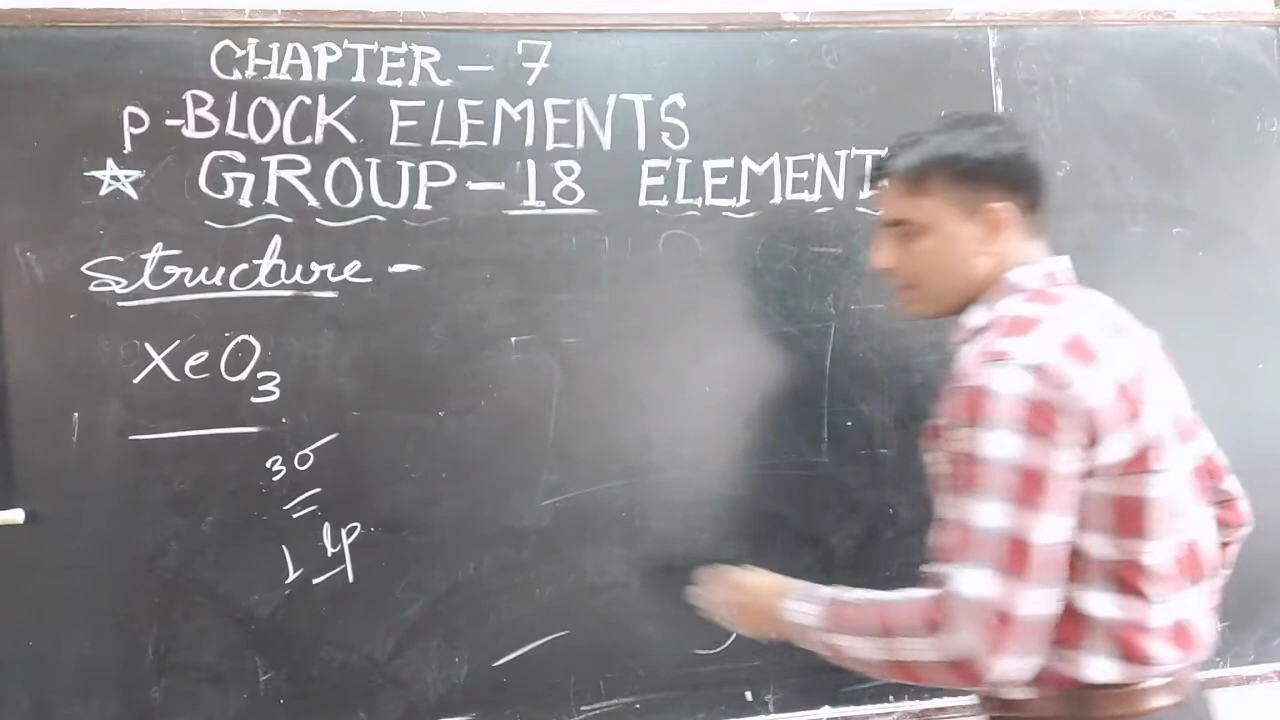 CHAPTER - 7
p-BLOCK ELEMENTS
☆ GROUP-18 ELEMENT
Structure -
XeO₃
3σ
=
1 lp